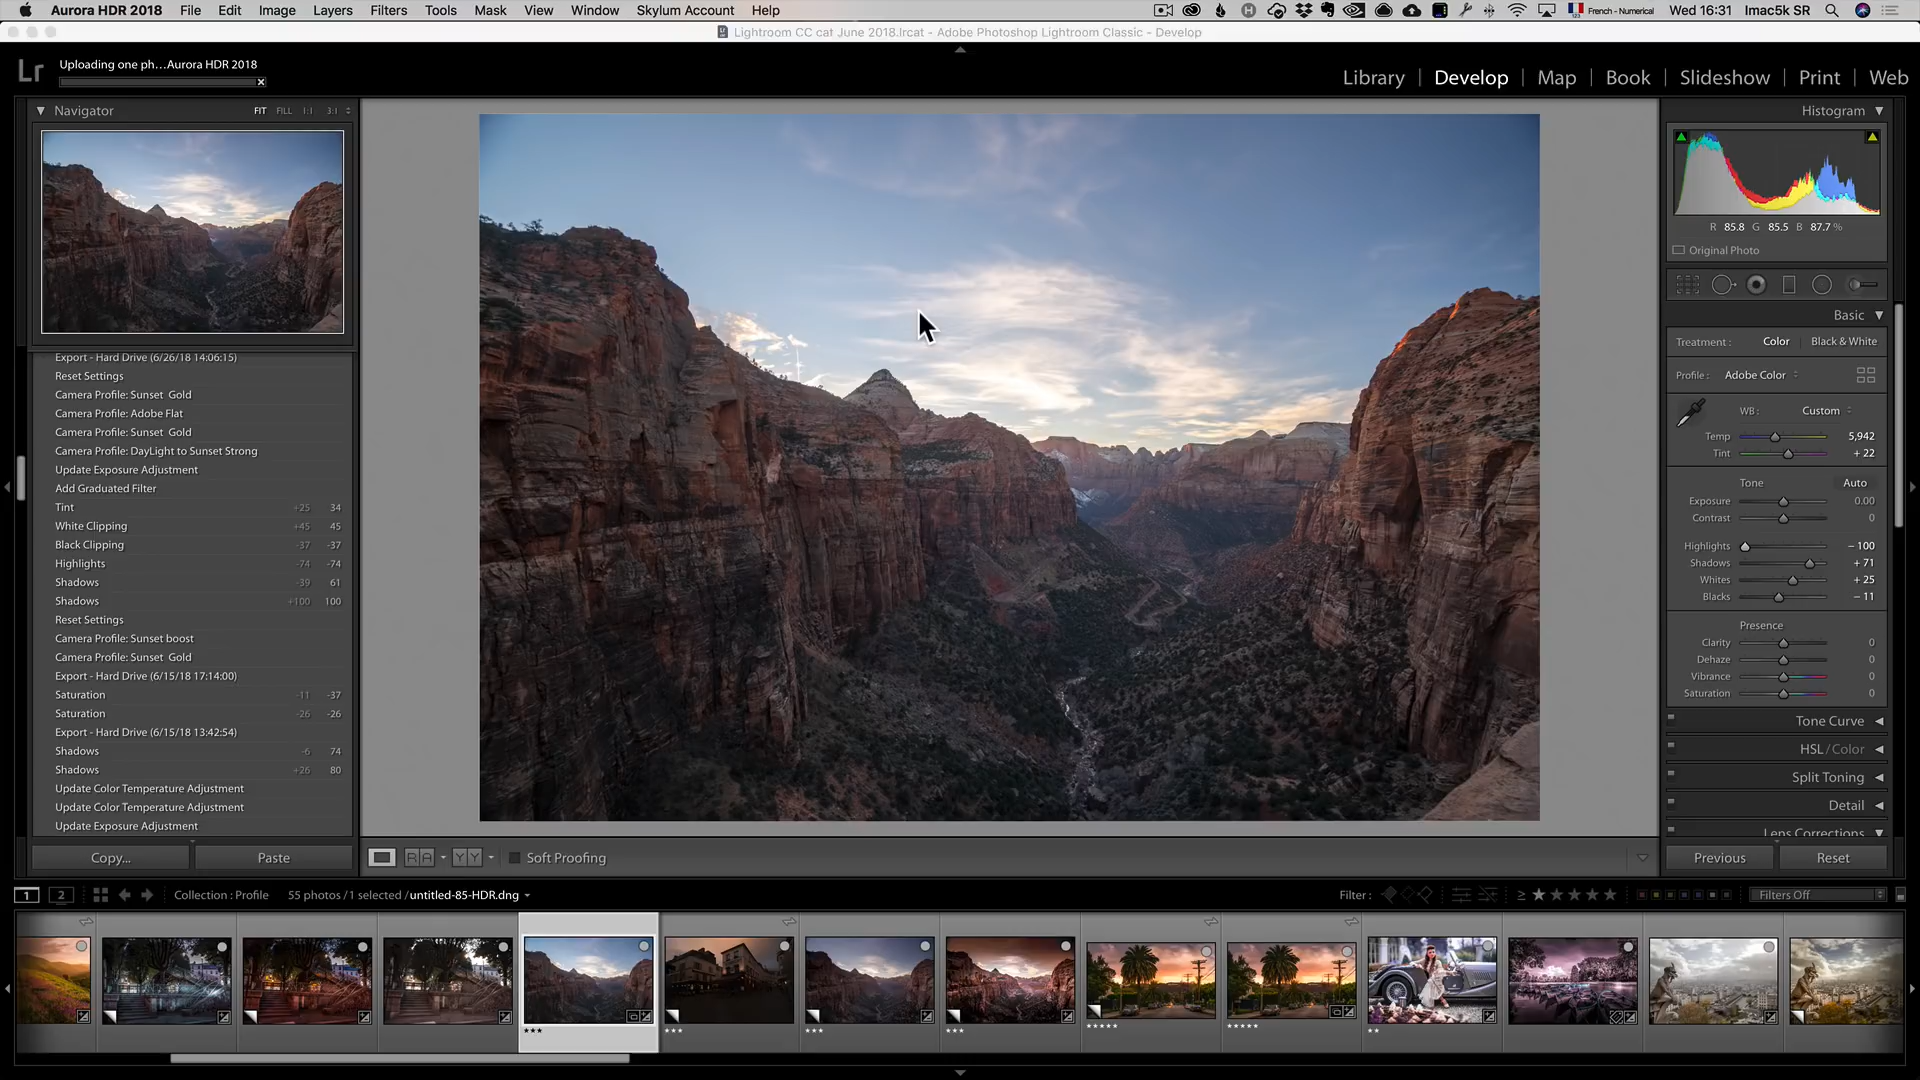 Aurora HDR 2018 File Edit Image Layers Filters Tools Mask View Window Skylum Account Help French - Numerical Wed 16:31 Imac5k SR
Lightroom CC cat June 2018.lrcat - Adobe Photoshop Lightroom Classic - Develop
Lr
Uploading one ph…Aurora HDR 2018
Library Develop Map Book Slideshow Print Web
Navigator FIT FILL 1:1 3:1
Export - Hard Drive (6/26/18 14:06:15)
Reset Settings
Camera Profile: Sunset Gold
Camera Profile: Adobe Flat
Camera Profile: Sunset Gold
Camera Profile: DayLight to Sunset Strong
Update Exposure Adjustment
Add Graduated Filter
Tint +25 34
White Clipping +45 45
Black Clipping -37 -37
Highlights -74 -74
Shadows -39 61
Shadows +100 100
Reset Settings
Camera Profile: Sunset boost
Camera Profile: Sunset Gold
Export - Hard Drive (6/15/18 17:14:00)
Saturation -11 -37
Saturation -26 -26
Export - Hard Drive (6/15/18 13:42:54)
Shadows -6 74
Shadows +26 80
Update Color Temperature Adjustment
Update Color Temperature Adjustment
Update Exposure Adjustment
Copy... Paste
R A Y Y Soft Proofing
Histogram
R 85.8 G 85.5 B 87.7 %
Original Photo
Basic
Treatment : Color Black & White
Profile : Adobe Color
WB : Custom
Temp 5,942
Tint + 22
Tone Auto
Exposure 0.00
Contrast 0
Highlights – 100
Shadows + 71
Whites + 25
Blacks – 11
Presence
Clarity 0
Dehaze 0
Vibrance 0
Saturation 0
Tone Curve
HSL / Color
Split Toning
Detail
Lens Corrections
Previous Reset
1 2 Collection : Profile 55 photos / 1 selected / untitled-85-HDR.dng Filter : ≥ Filters Off